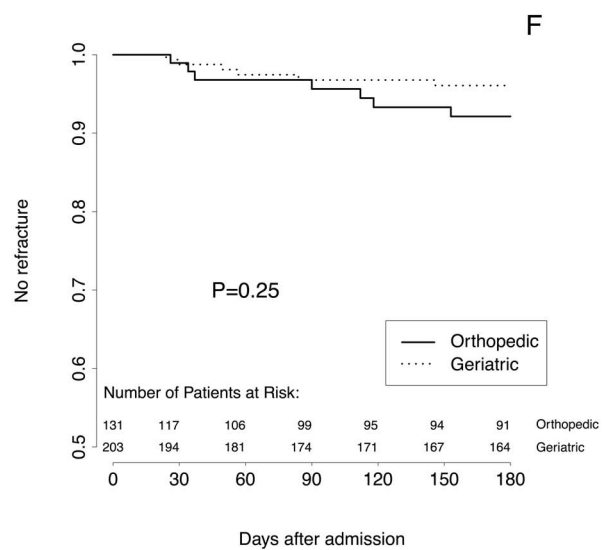 F
1.0
0.9
0.8
0.7
0.6
0.5
No refracture
P=0.25
Orthopedic
Geriatric
Number of Patients at Risk:
131 117 106 99 95 94 91 Orthopedic
203 194 181 174 171 167 164 Geriatric
0 30 60 90 120 150 180
Days after admission